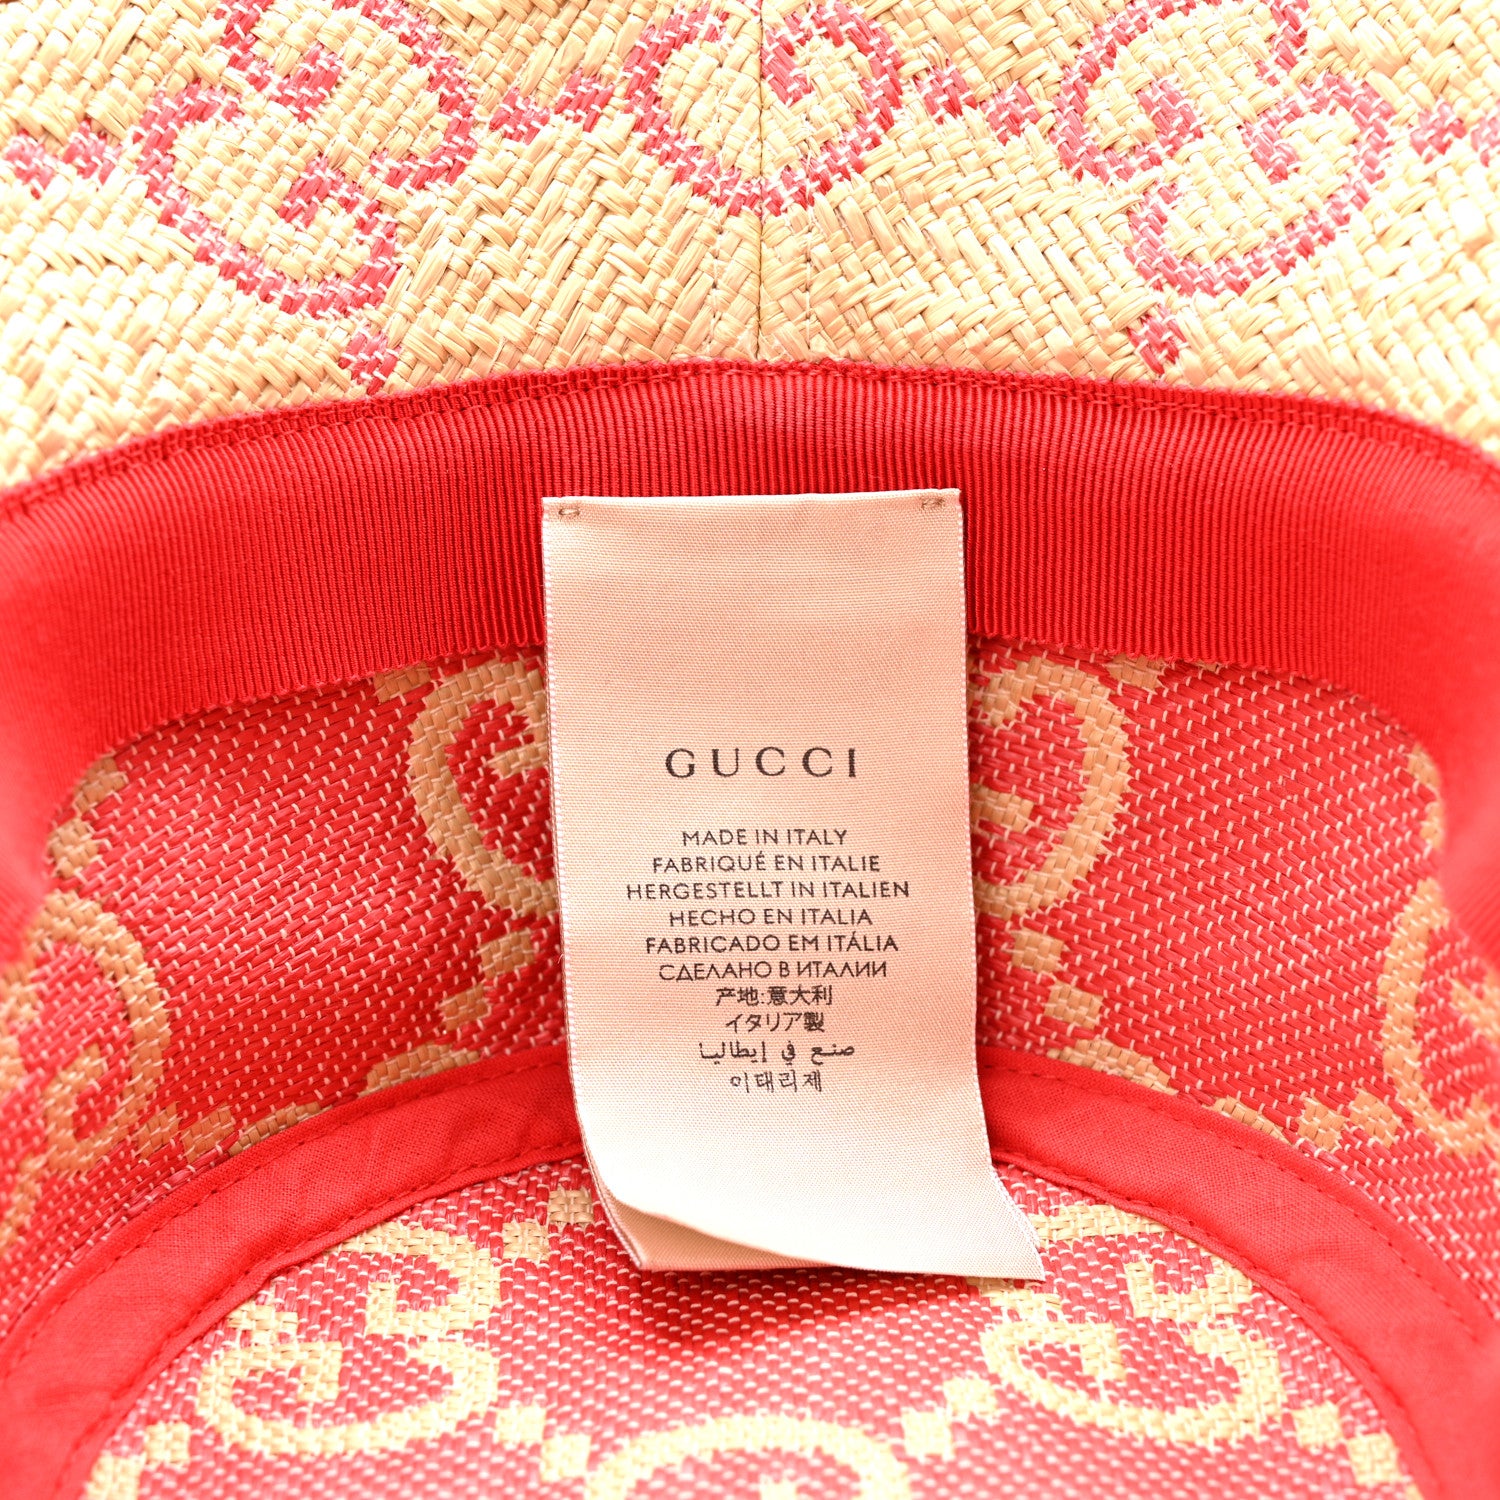 GUCCI
MADE IN ITALY
FABRIQUÉ EN ITALIE
HERGESTELLT IN ITALIEN
HECHO EN ITALIA
FABRICADO EM ITÁLIA
СДЕЛАНО В ИТАЛИИ
产地:意大利
イタリア製
صنع في إيطاليا
이태리제